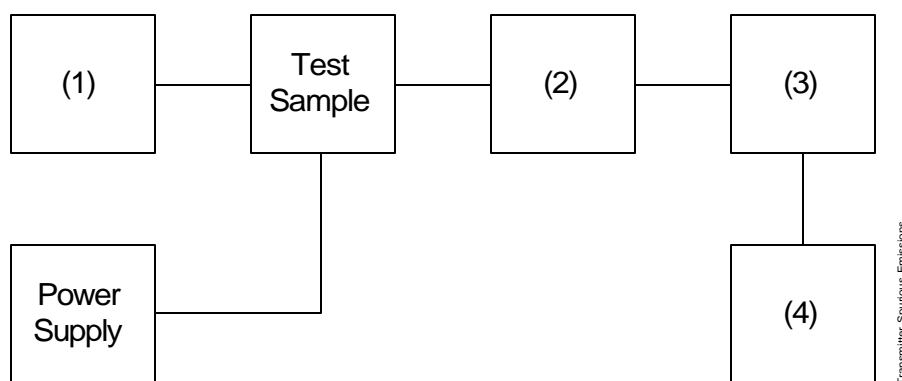 (1)
Test
Sample
(2)
(3)
Power
Supply
(4)
Transmitter Spurious Emissions